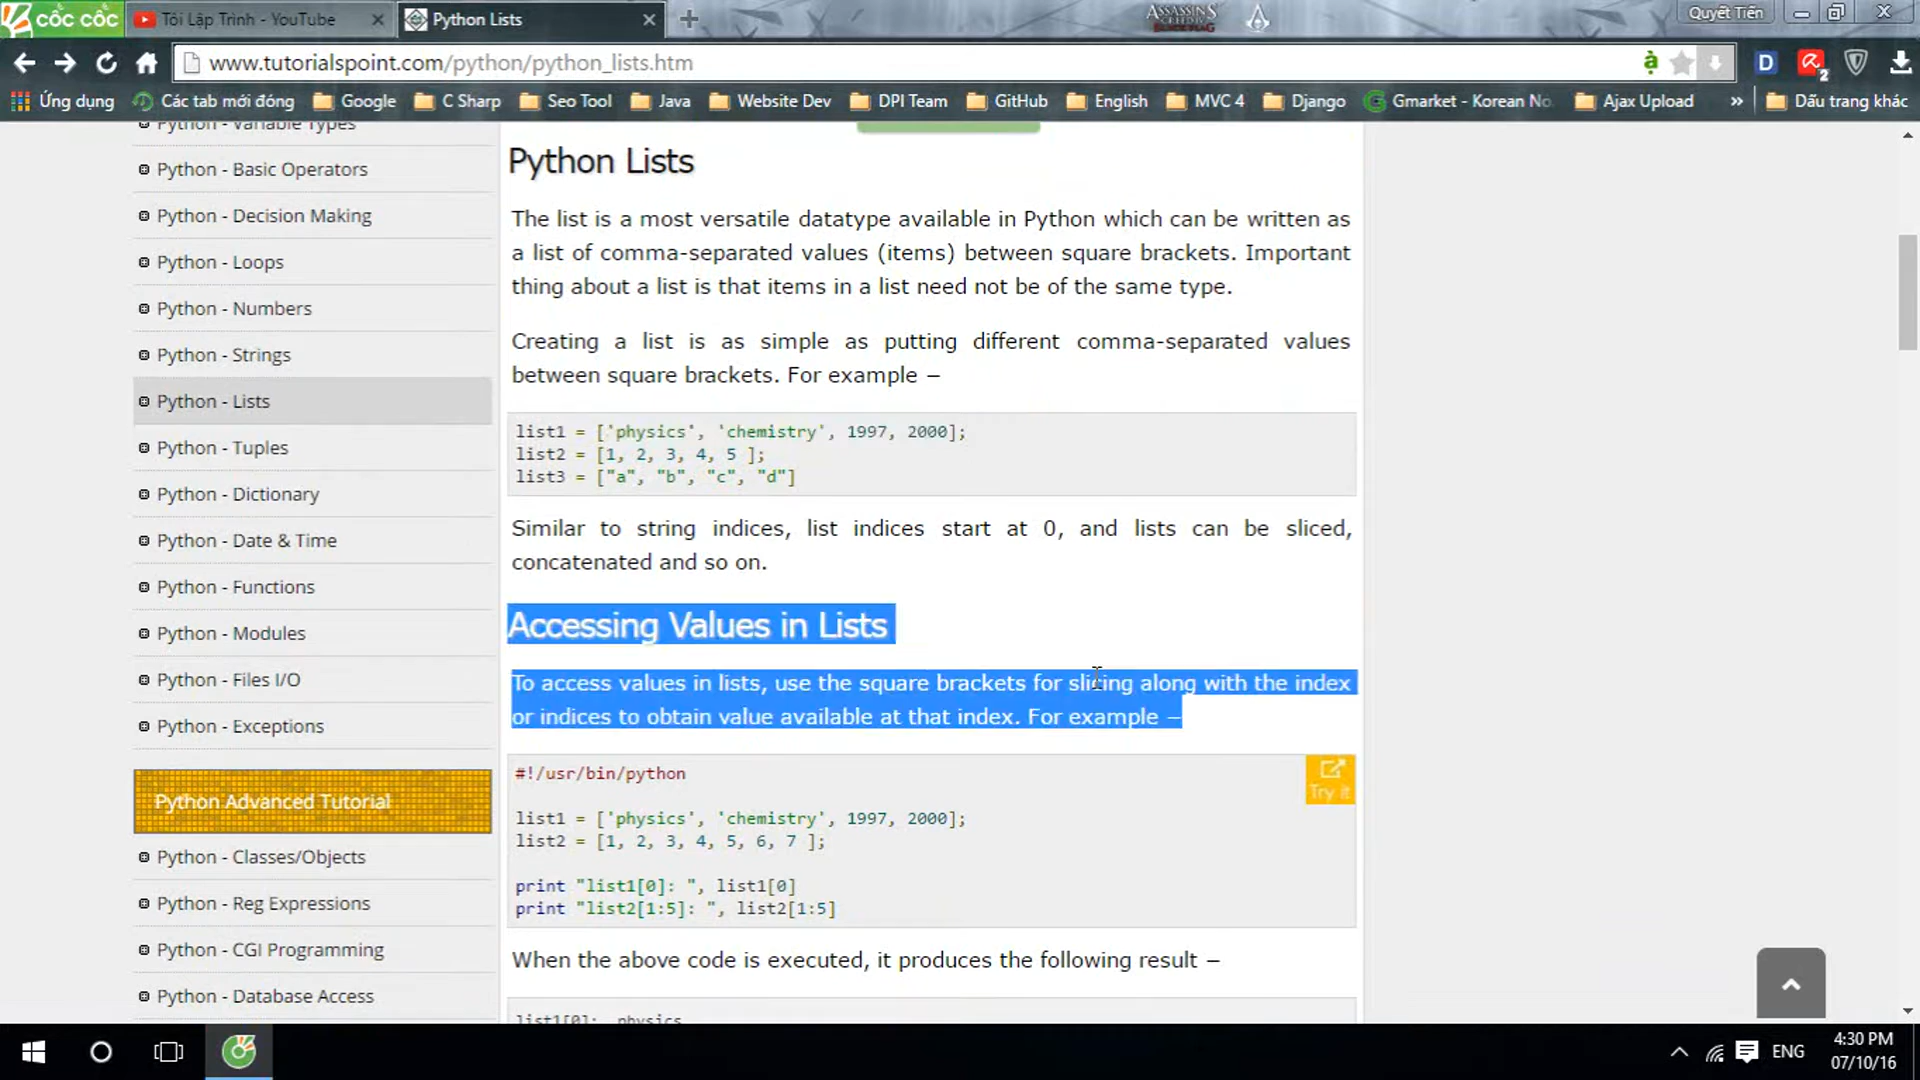 cốc cốc
Tôi Lập Trình - YouTube
Python Lists
ASSASSIN'S
Quyết Tiến
www.tutorialspoint.com/python/python_lists.htm
ạ
D
2
Ứng dụng
Các tab mới đóng
Google
C Sharp
Seo Tool
Java
Website Dev
DPI Team
GitHub
English
MVC 4
Django
Gmarket - Korean No.
Ajax Upload
»
Dấu trang khác
Python - Variable Types
Python - Basic Operators
Python - Decision Making
Python - Loops
Python - Numbers
Python - Strings
Python - Lists
Python - Tuples
Python - Dictionary
Python - Date & Time
Python - Functions
Python - Modules
Python - Files I/O
Python - Exceptions
Python Advanced Tutorial
Python - Classes/Objects
Python - Reg Expressions
Python - CGI Programming
Python - Database Access
Python Lists
The list is a most versatile datatype available in Python which can be written as
a list of comma-separated values (items) between square brackets. Important
thing about a list is that items in a list need not be of the same type.
Creating a list is as simple as putting different comma-separated values
between square brackets. For example –
list1 = ['physics', 'chemistry', 1997, 2000];
list2 = [1, 2, 3, 4, 5 ];
list3 = ["a", "b", "c", "d"]
Similar to string indices, list indices start at 0, and lists can be sliced,
concatenated and so on.
Accessing Values in Lists
To access values in lists, use the square brackets for slicing along with the index
or indices to obtain value available at that index. For example –
#!/usr/bin/python
Try it
list1 = ['physics', 'chemistry', 1997, 2000];
list2 = [1, 2, 3, 4, 5, 6, 7 ];
print "list1[0]: ", list1[0]
print "list2[1:5]: ", list2[1:5]
When the above code is executed, it produces the following result –
list1[0]: physics
ENG
4:30 PM
07/10/16